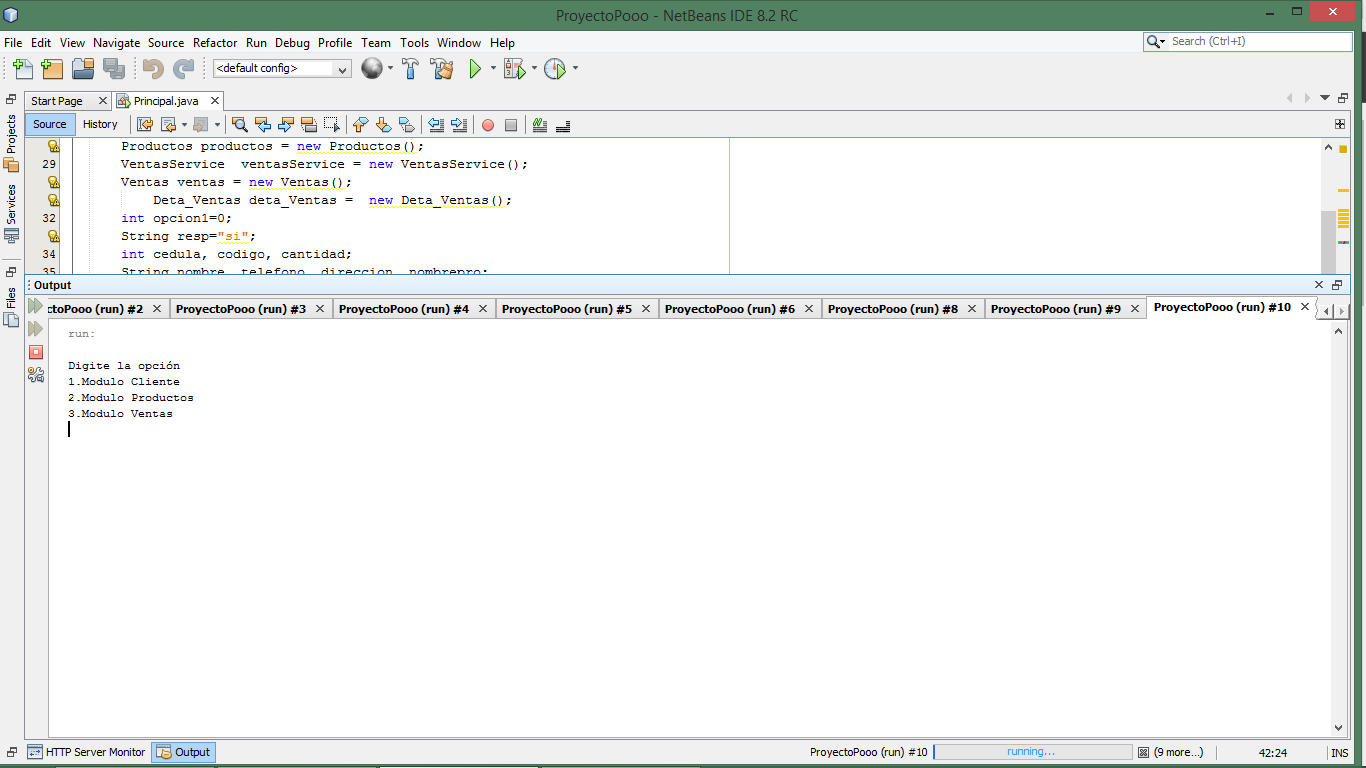 ProyectoPooo - NetBeans IDE 8.2 RC
File Edit View Navigate Source Refactor Run Debug Profile Team Tools Window Help
Search (Ctrl+I)
<default config>
Start Page Principal.java
Source History
Projects
Services
Files
Productos productos = new Productos();
29 VentasService  ventasService = new VentasService();
Ventas ventas = new Ventas();
Deta_Ventas deta_Ventas =  new Deta_Ventas();
32 int opcion1=0;
String resp="si";
34 int cedula, codigo, cantidad;
35 String nombre, telefono, direccion, nombrepro;
Output
ctoPooo (run) #2 ProyectoPooo (run) #3 ProyectoPooo (run) #4 ProyectoPooo (run) #5 ProyectoPooo (run) #6 ProyectoPooo (run) #8 ProyectoPooo (run) #9 ProyectoPooo (run) #10
run:
Digite la opción
1.Modulo Cliente
2.Modulo Productos
3.Modulo Ventas
HTTP Server Monitor Output ProyectoPooo (run) #10 running... (9 more...) 42:24 INS